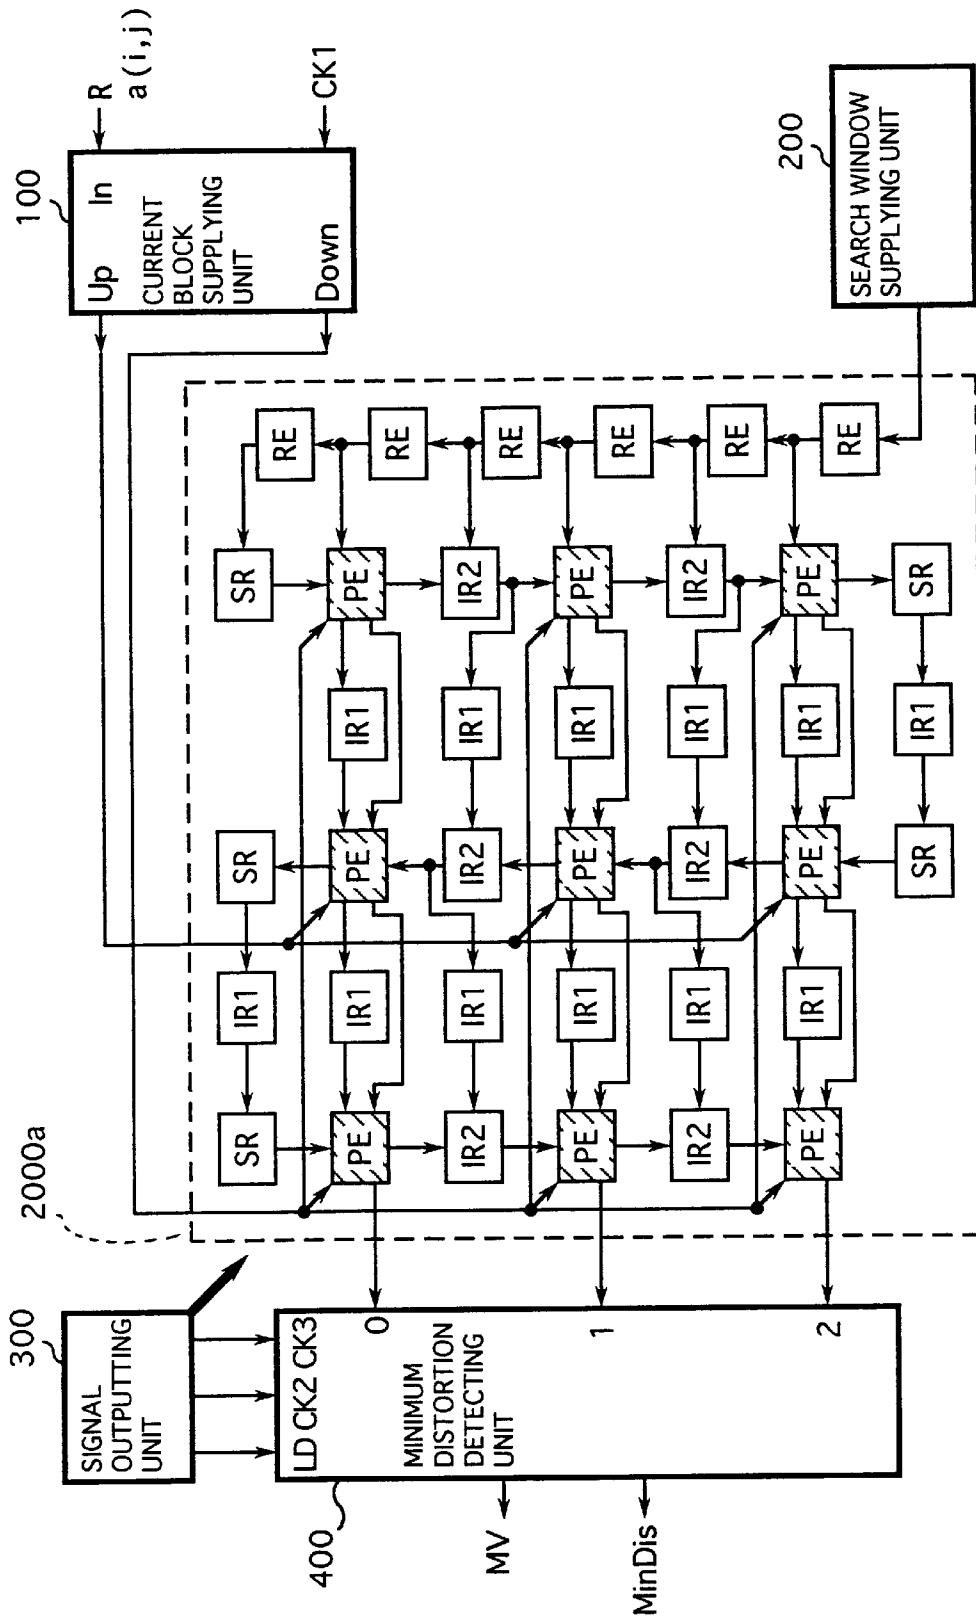 300
SIGNAL
OUTPUTTING
UNIT
2000a
100
Up In
CURRENT
BLOCK
SUPPLYING
UNIT
Down
R
a(i,j)
CK1
400
LD CK2 CK3
MINIMUM
DISTORTION
DETECTING
UNIT
0
1
2
MV
MinDis
SR IR1 SR SR
RE
PE IR1 PE IR1 PE
RE
IR2 IR1 IR2 IR1 IR2
RE
PE IR1 PE IR1 PE
RE
IR2 IR1 IR2 IR1 IR2
RE
PE IR1 PE IR1 PE
RE
SR IR1 SR
200
SEARCH WINDOW
SUPPLYING UNIT